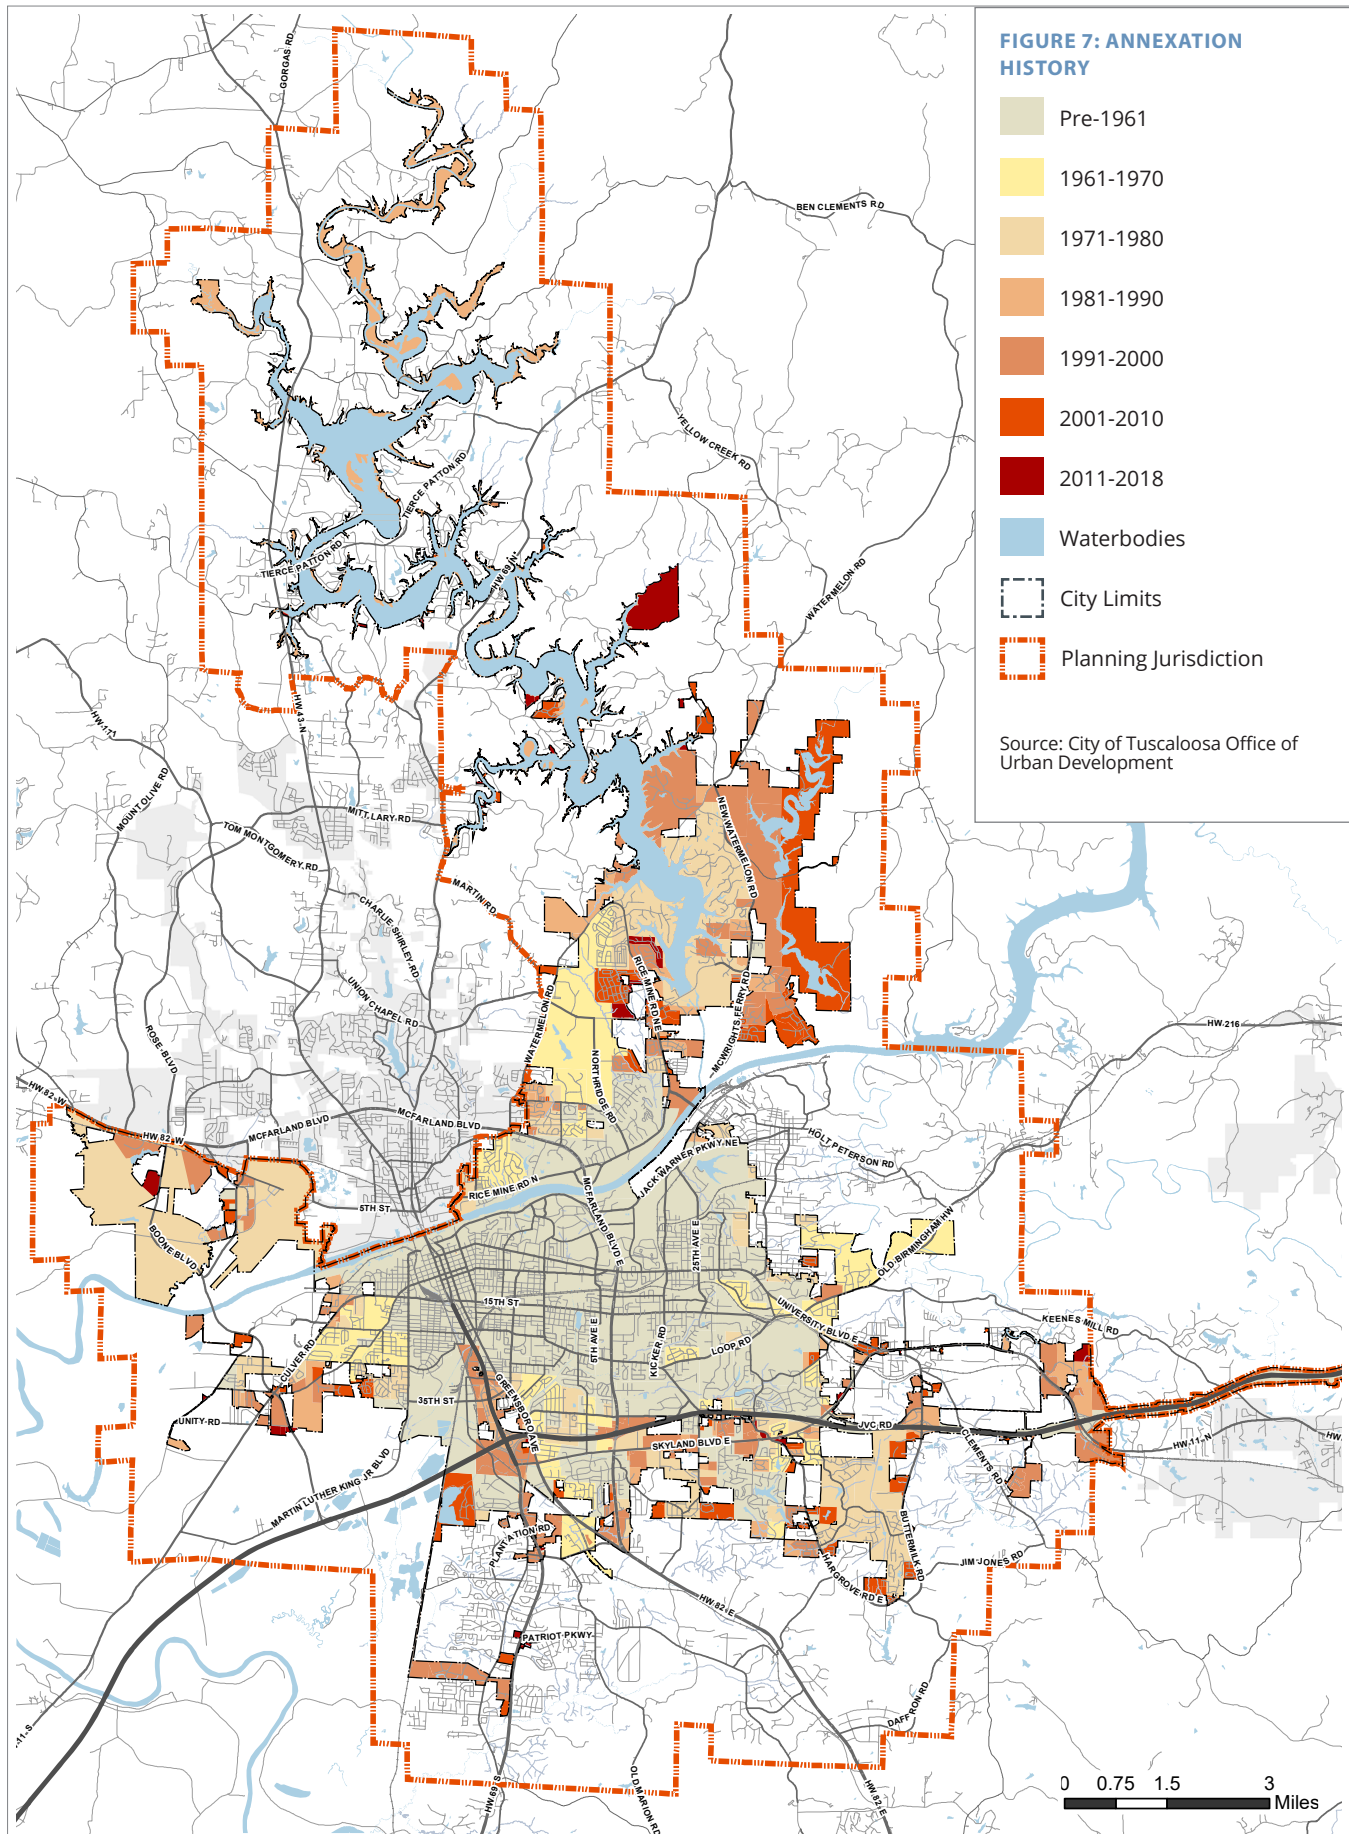 FIGURE 7: ANNEXATION
HISTORY
Pre-1961
1961-1970
1971-1980
1981-1990
1991-2000
2001-2010
2011-2018
Waterbodies
City Limits
Planning Jurisdiction
Source: City of Tuscaloosa Office of
Urban Development
GORGAS RD
BEN CLEMENTS RD
YELLOW CREEK RD
TIERCE PATTON RD
TIERCE PATTON RD
HW 69 N
WATERMELON RD
HW 43 N
HW 171
MOUNT OLIVE RD
MITT LARY RD
TOM MONTGOMERY RD
NEW WATERMELON RD
MARTIN RD
CHARLIE SHIRLEY RD
RICE MINE RD NE
UNION CHAPEL RD
WATERMELON RD
MCWRIGHTS FERRY RD
HW 216
ROSE BLVD
NORTHRIDGE RD
HW 82 W
HW 82 W
MCFARLAND BLVD
MCFARLAND BLVD
HOLT PETERSON RD
JACK WARNER PKWY NE
RICE MINE RD N
5TH ST
MCFARLAND BLVD E
BOONE BLVD
25TH AVE E
OLD BIRMINGHAM HW
15TH ST
UNIVERSITY BLVD E
KEENES MILL RD
CULVER RD
5TH AVE E
KICKER RD
LOOP RD
GREENSBORO AVE
35TH ST
UNITY RD
JVC RD
SKYLAND BLVD E
CLEMENTS RD
HW 11 N
HW
MARTIN LUTHER KING JR BLVD
PLANTATION RD
BUTTERMILK RD
HARGROVE RD E
JIM JONES RD
HW 82 E
PATRIOT PKWY
DAFFRON RD
11 S
HW 69 S
OLD MARION RD
HW 82 E
0 0.75 1.5 3
Miles